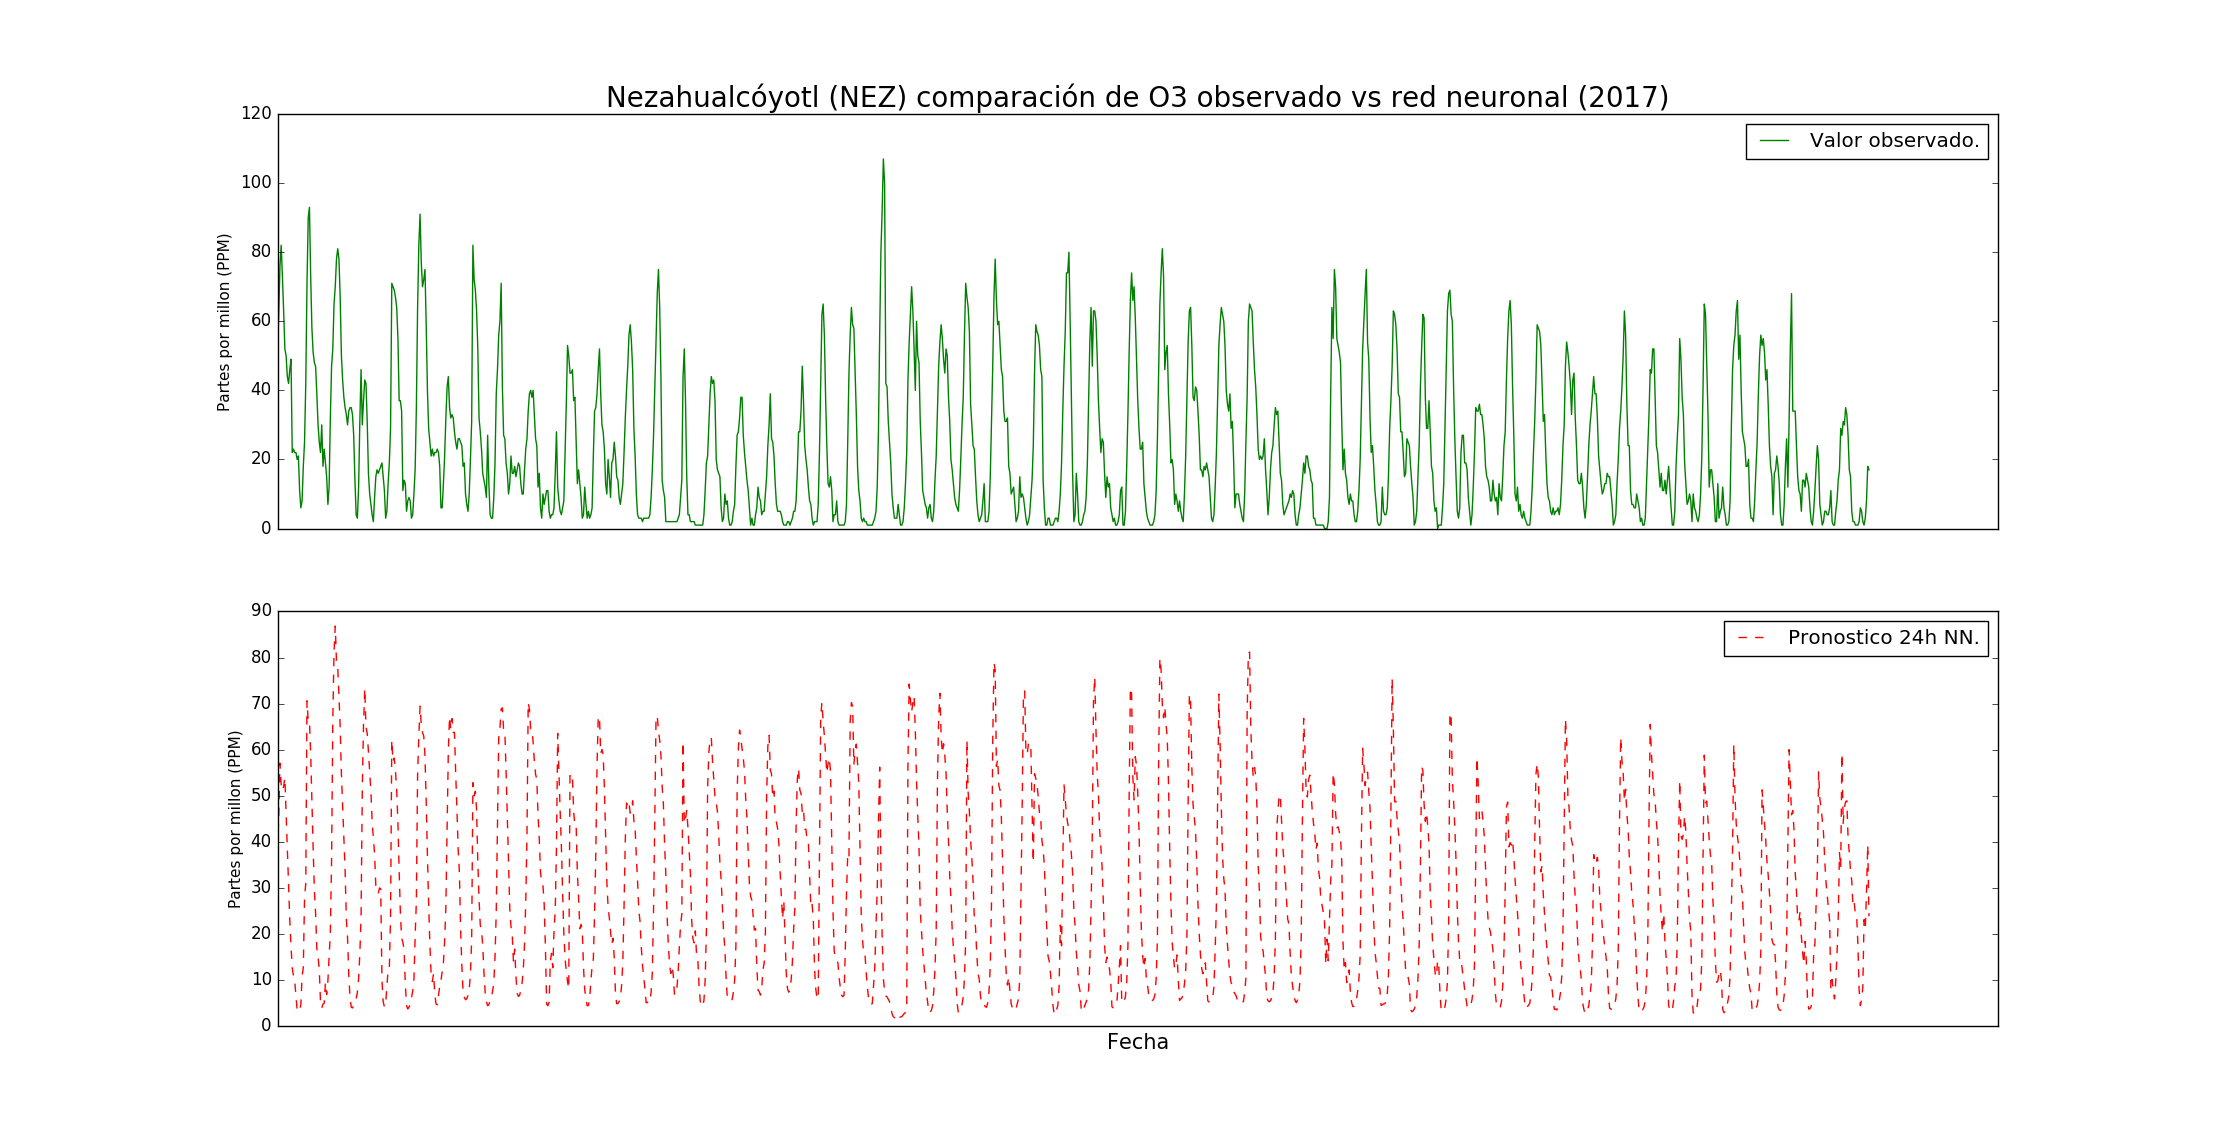 Nezahualcóyotl (NEZ) comparación de O3 observado vs red neuronal (2017)
120
100
80
60
40
20
0
Partes por millon (PPM)
Valor observado.
90
80
70
60
50
40
30
20
10
0
Partes por millon (PPM)
Pronostico 24h NN.
Fecha